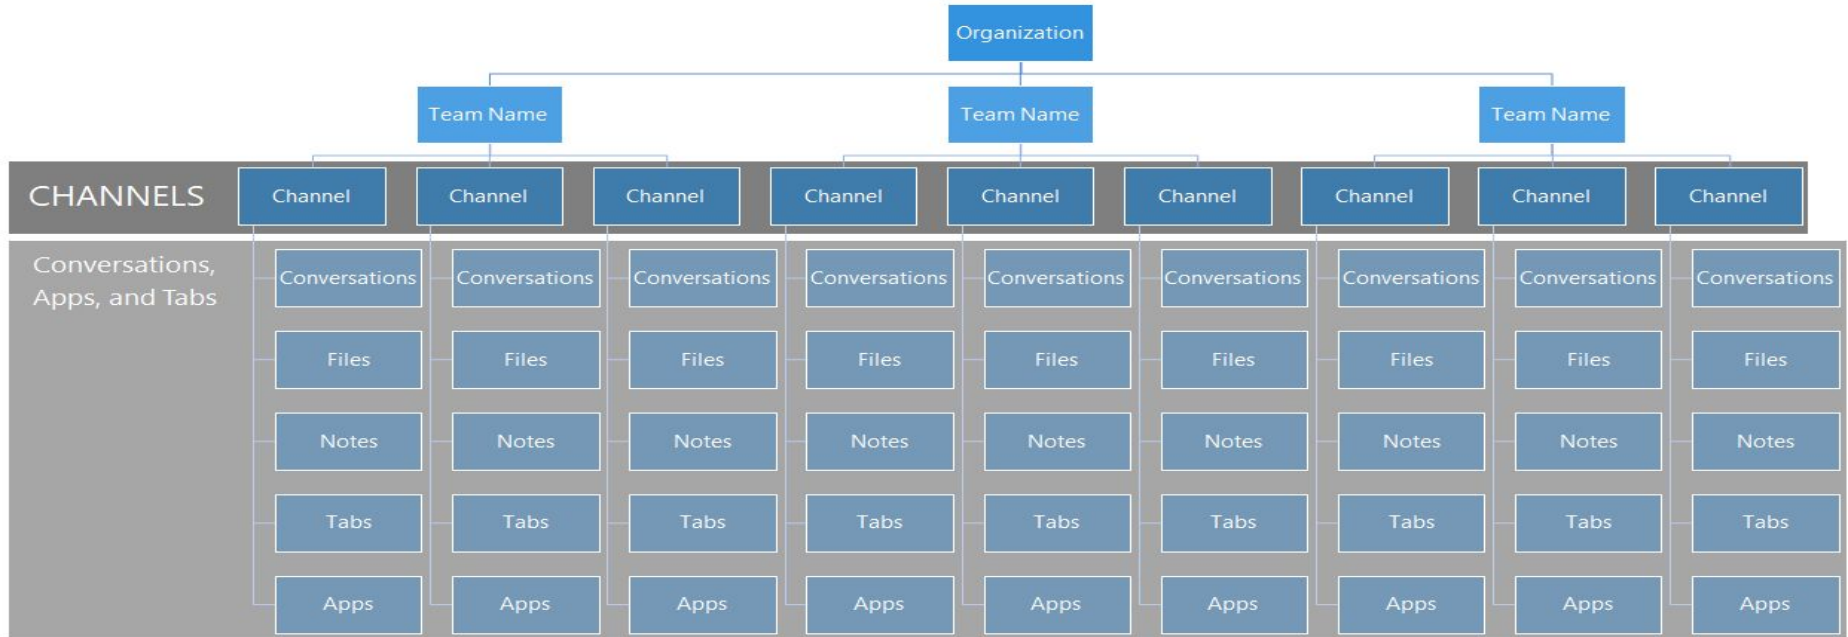 Organization
Team Name Team Name Team Name
CHANNELS Channel Channel Channel Channel Channel Channel Channel Channel Channel
Conversations,
Apps, and Tabs
Conversations Conversations Conversations Conversations Conversations Conversations Conversations Conversations Conversations
Files Files Files Files Files Files Files Files Files
Notes Notes Notes Notes Notes Notes Notes Notes Notes
Tabs Tabs Tabs Tabs Tabs Tabs Tabs Tabs Tabs
Apps Apps Apps Apps Apps Apps Apps Apps Apps